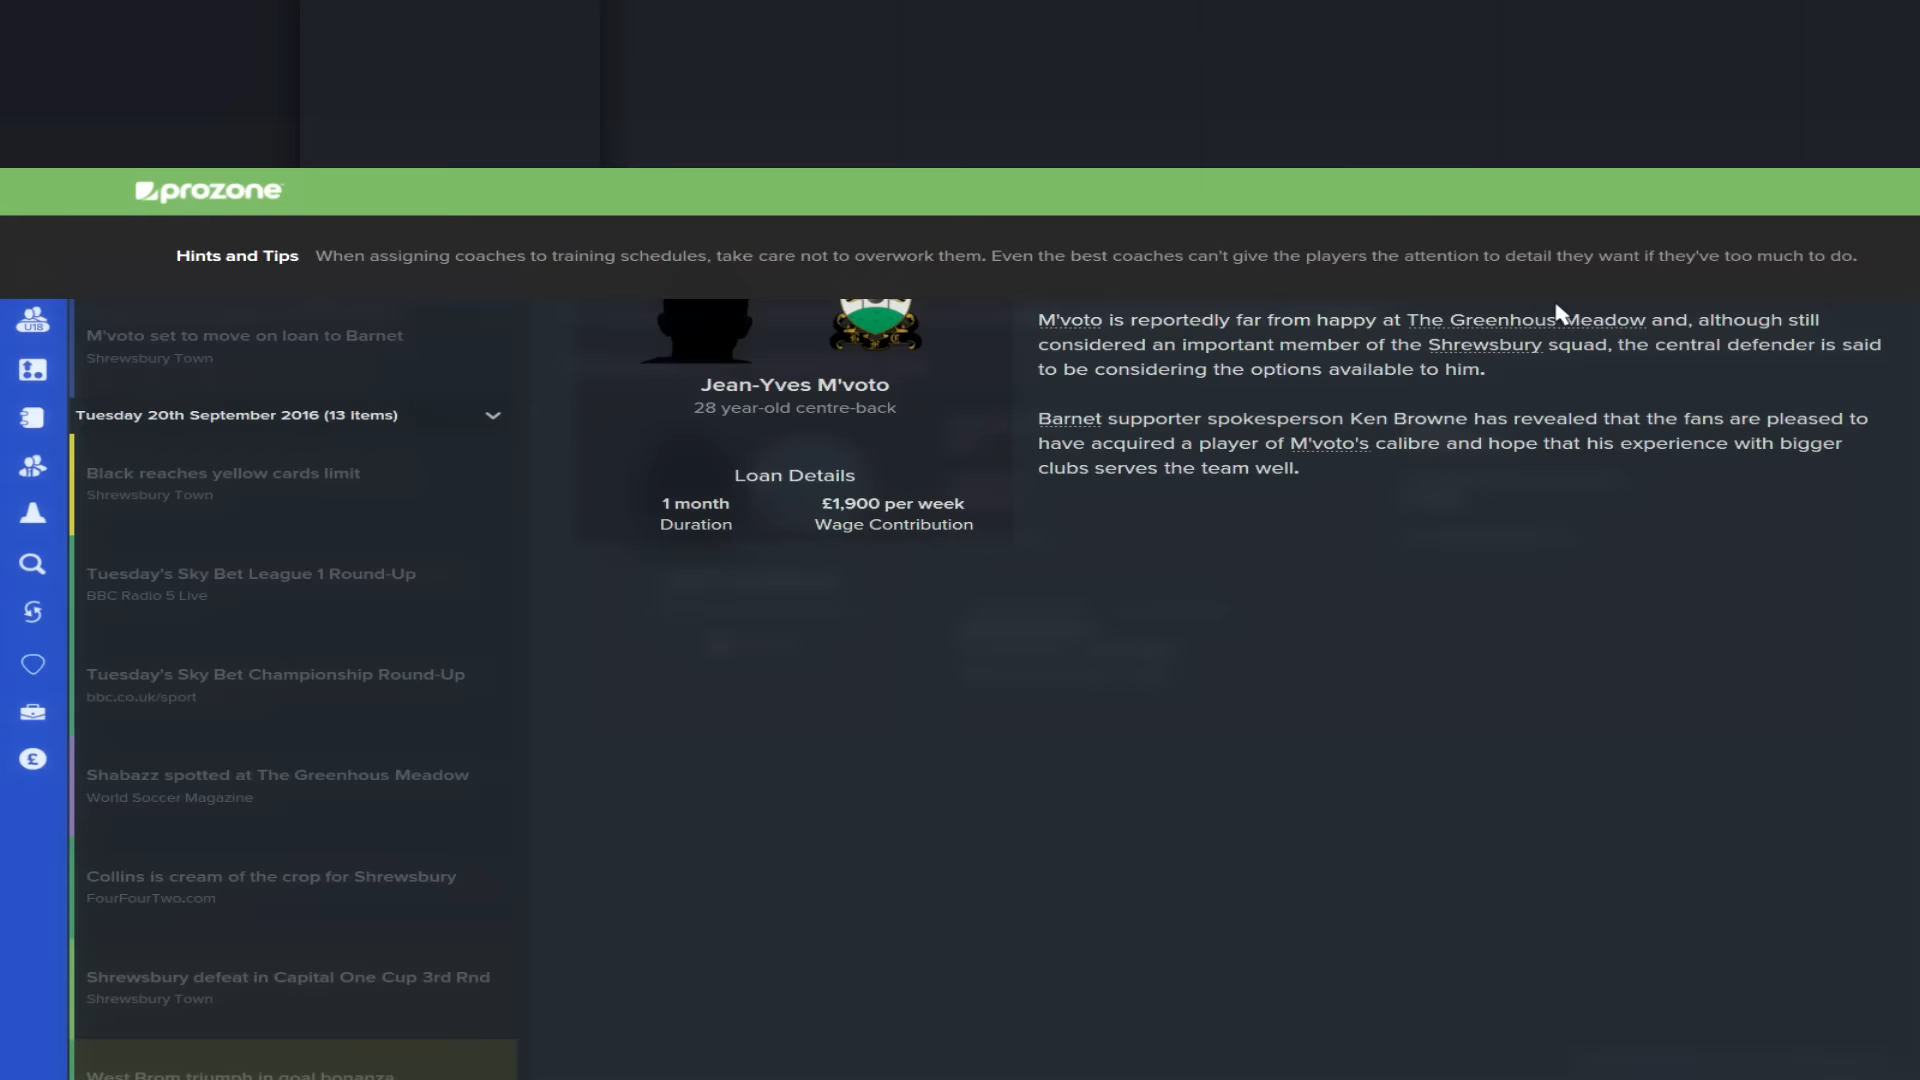 prozone
Hints and Tips When assigning coaches to training schedules, take care not to overwork them. Even the best coaches can't give the players the attention to detail they want if they've too much to do.
U18
M'voto set to move on loan to Barnet
Shrewsbury Town
Tuesday 20th September 2016 (13 Items)
Black reaches yellow cards limit
Shrewsbury Town
Tuesday's Sky Bet League 1 Round-Up
BBC Radio 5 Live
Tuesday's Sky Bet Championship Round-Up
bbc.co.uk/sport
Shabazz spotted at The Greenhous Meadow
World Soccer Magazine
Collins is cream of the crop for Shrewsbury
FourFourTwo.com
Shrewsbury defeat in Capital One Cup 3rd Rnd
Shrewsbury Town
West Brom triumph in goal bonanza
Jean-Yves M'voto
28 year-old centre-back
Loan Details
1 month £1,900 per week
Duration Wage Contribution
M'voto is reportedly far from happy at The Greenhous Meadow and, although still
considered an important member of the Shrewsbury squad, the central defender is said
to be considering the options available to him.
Barnet supporter spokesperson Ken Browne has revealed that the fans are pleased to
have acquired a player of M'voto's calibre and hope that his experience with bigger
clubs serves the team well.
£